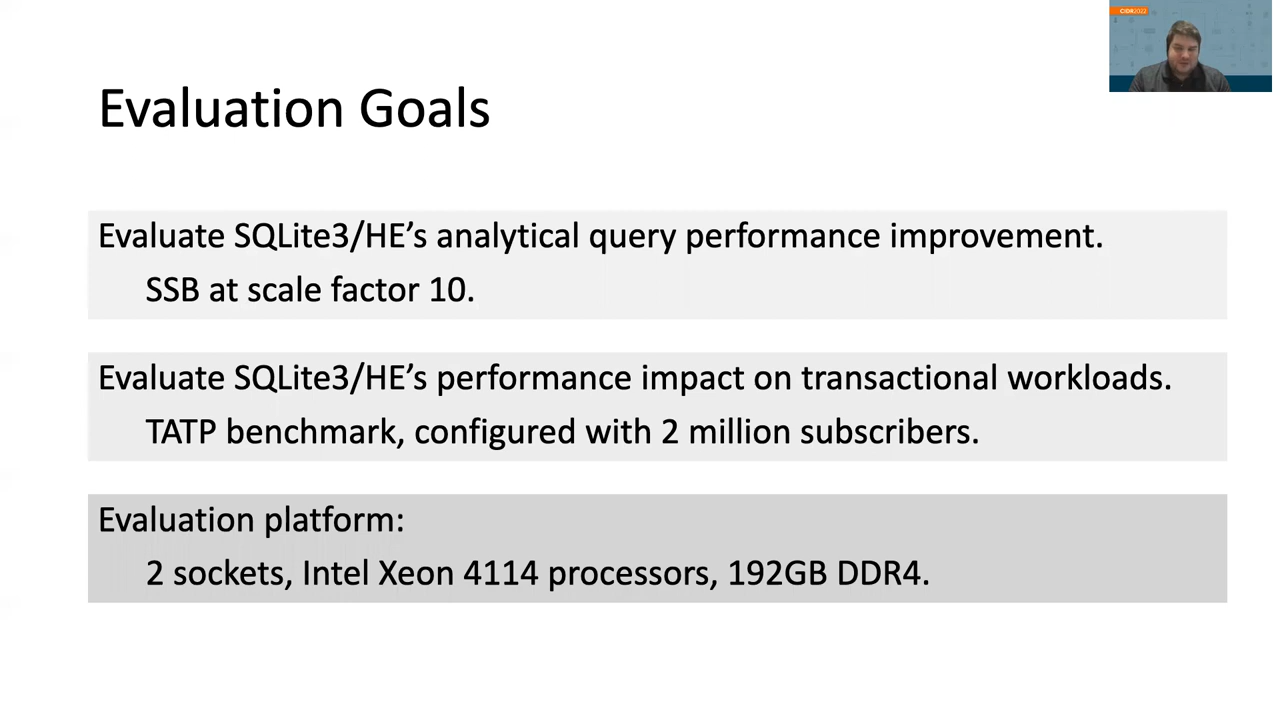 CIDR2022
Evaluation Goals
Evaluate SQLite3/HE’s analytical query performance improvement.
SSB at scale factor 10.
Evaluate SQLite3/HE’s performance impact on transactional workloads.
TATP benchmark, configured with 2 million subscribers.
Evaluation platform:
2 sockets, Intel Xeon 4114 processors, 192GB DDR4.